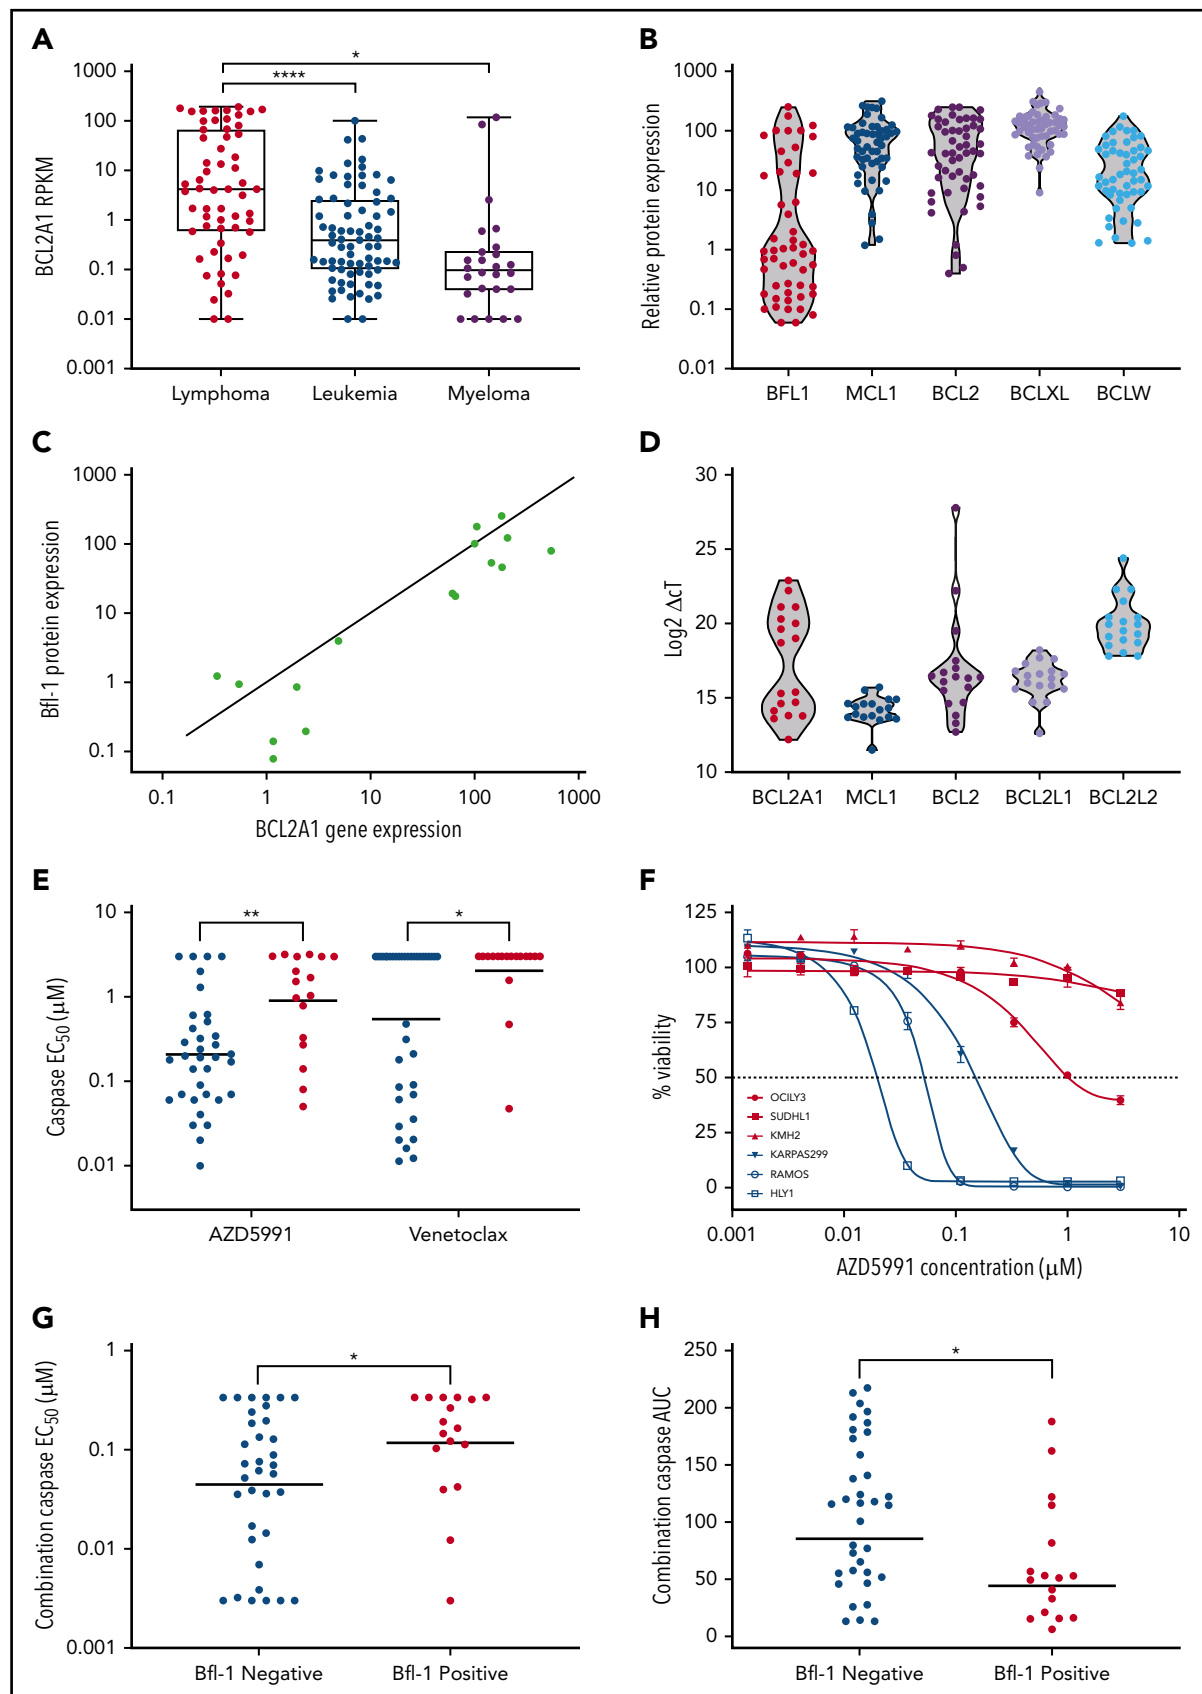 A
*
****
1000
100
10
1
0.1
0.01
0.001
BCL2A1 RPKM
Lymphoma Leukemia Myeloma
B
1000
100
10
1
0.1
0.01
Relative protein expression
BFL1 MCL1 BCL2 BCLXL BCLW
C
1000
100
10
1
0.1
Bfl-1 protein expression
0.1 1 10 100 1000
BCL2A1 gene expression
D
30
25
20
15
10
Log2 ΔcT
BCL2A1 MCL1 BCL2 BCL2L1 BCL2L2
E
** *
10
1
0.1
0.01
Caspase EC50 (μM)
AZD5991 Venetoclax
F
125
100
75
50
25
0
% viability
OCILY3
SUDHL1
KMH2
KARPAS299
RAMOS
HLY1
0.001 0.01 0.1 1 10
AZD5991 concentration (μM)
G
*
1
0.1
0.01
0.001
Combination caspase EC50 (μM)
Bfl-1 Negative Bfl-1 Positive
H
*
250
200
150
100
50
0
Combination caspase AUC
Bfl-1 Negative Bfl-1 Positive